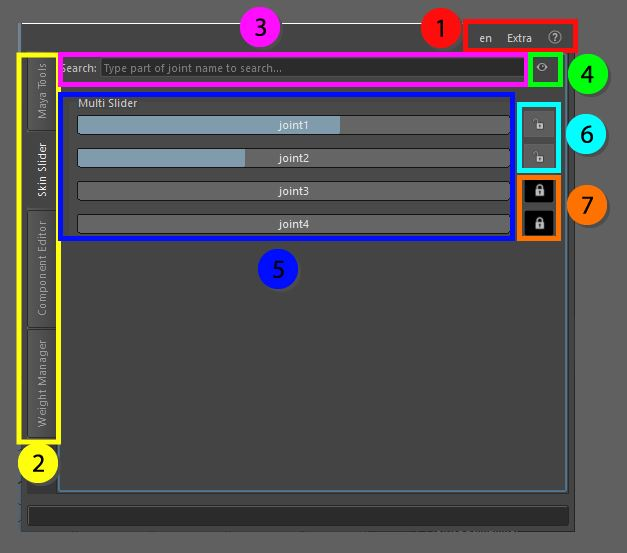 3
1
en Extra ?
Search: Type part of joint name to search...
4
Maya Tools
Skin Slider
Component Editor
Weight Manager
Multi Slider
joint1
joint2
joint3
joint4
6
7
5
2